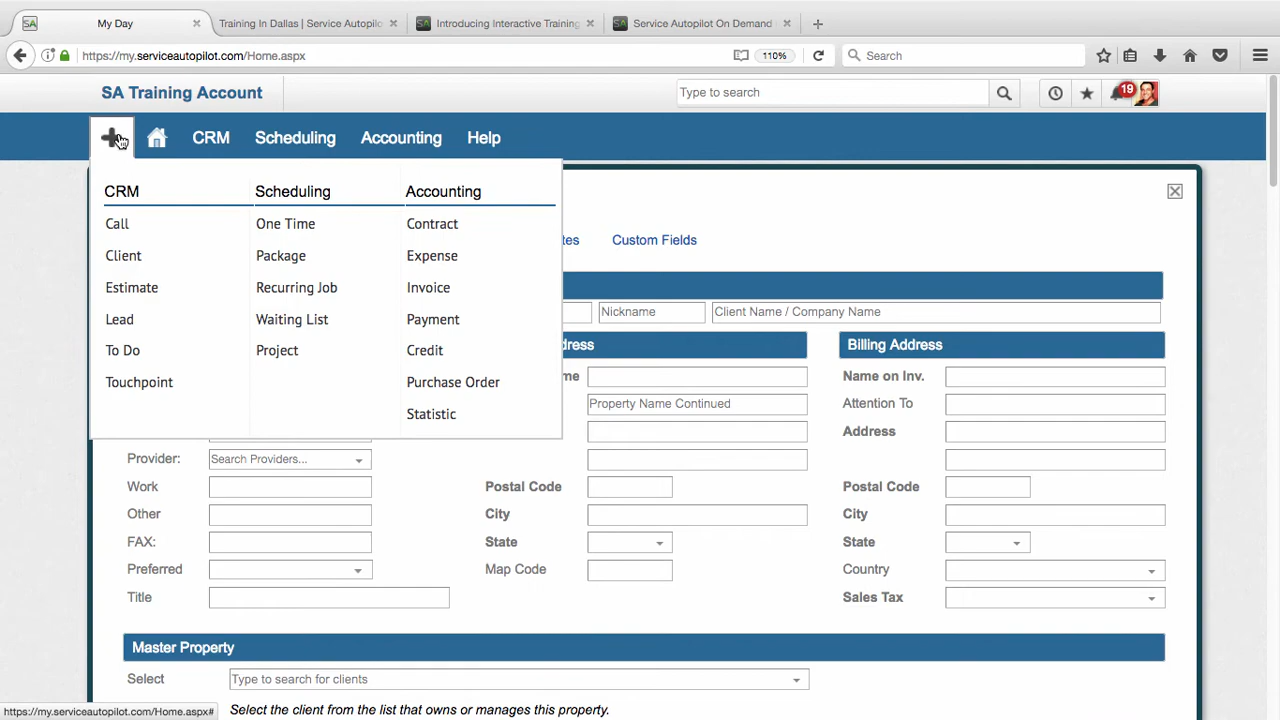 My Day
Training In Dallas | Service Autopilo
Introducing Interactive Training
Service Autopilot On Demand
https://my.serviceautopilot.com/Home.aspx
110%
Search
SA Training Account
Type to search
19
CRM
Scheduling
Accounting
Help
CRM
Scheduling
Accounting
Call
One Time
Contract
Client
Package
Expense
Estimate
Recurring Job
Invoice
Lead
Waiting List
Payment
To Do
Project
Credit
Touchpoint
Purchase Order
Statistic
tes
Custom Fields
Nickname
Client Name / Company Name
dress
Billing Address
me
Name on Inv.
Property Name Continued
Attention To
Address
Provider:
Search Providers...
Work
Postal Code
Postal Code
Other
City
City
FAX:
State
State
Preferred
Map Code
Country
Title
Sales Tax
Master Property
Select
Type to search for clients
Select the client from the list that owns or manages this property.
https://my.serviceautopilot.com/Home.aspx#